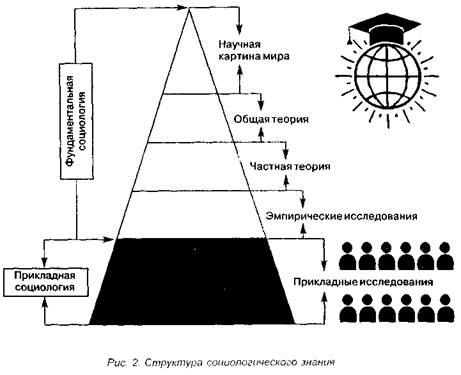 Научная
картина мира
Фундаментальная
социология
Общая теория
Частная теория
Эмпирические исследования
Прикладная
социология
Прикладные исследования
Рис. 2. Структура социологического знания